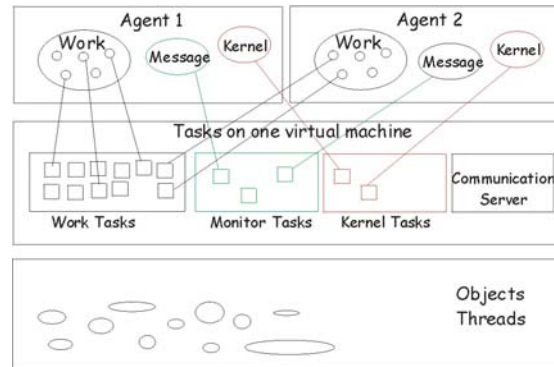 Agent 1
Agent 2
Work
Message
Kernel
Work
Message
Kernel
Tasks on one virtual machine
Work Tasks
Monitor Tasks
Kernel Tasks
Communication
Server
Objects
Threads